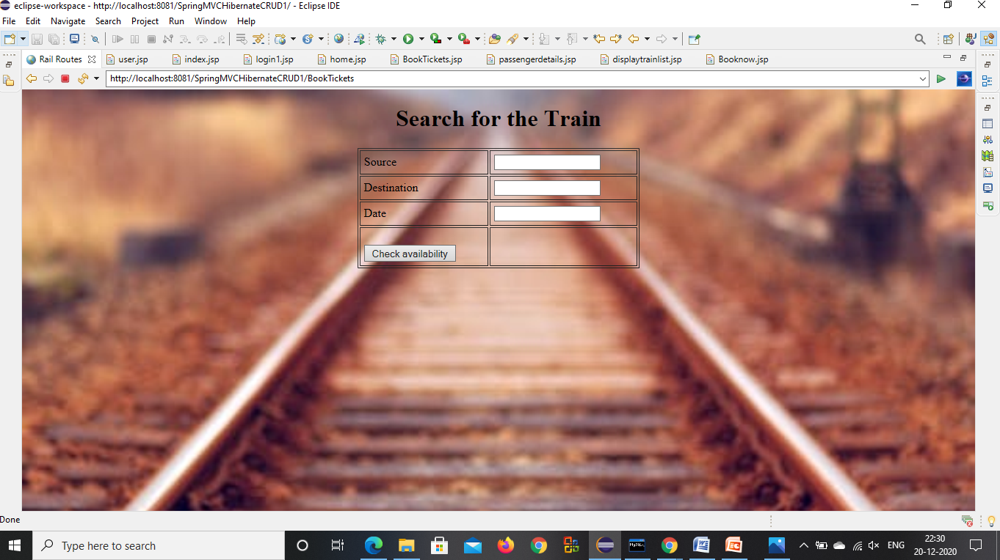 eclipse-workspace - http://localhost:8081/SpringMVCHibernateCRUD1/ - Eclipse IDE
File Edit Navigate Search Project Run Window Help
Rail Routes user.jsp index.jsp login1.jsp home.jsp BookTickets.jsp passengerdetails.jsp displaytrainlist.jsp Booknow.jsp
http://localhost:8081/SpringMVCHibernateCRUD1/BookTickets
Search for the Train
Source
Destination
Date
Check availability
Done
Type here to search
ENG
22:30
20-12-2020